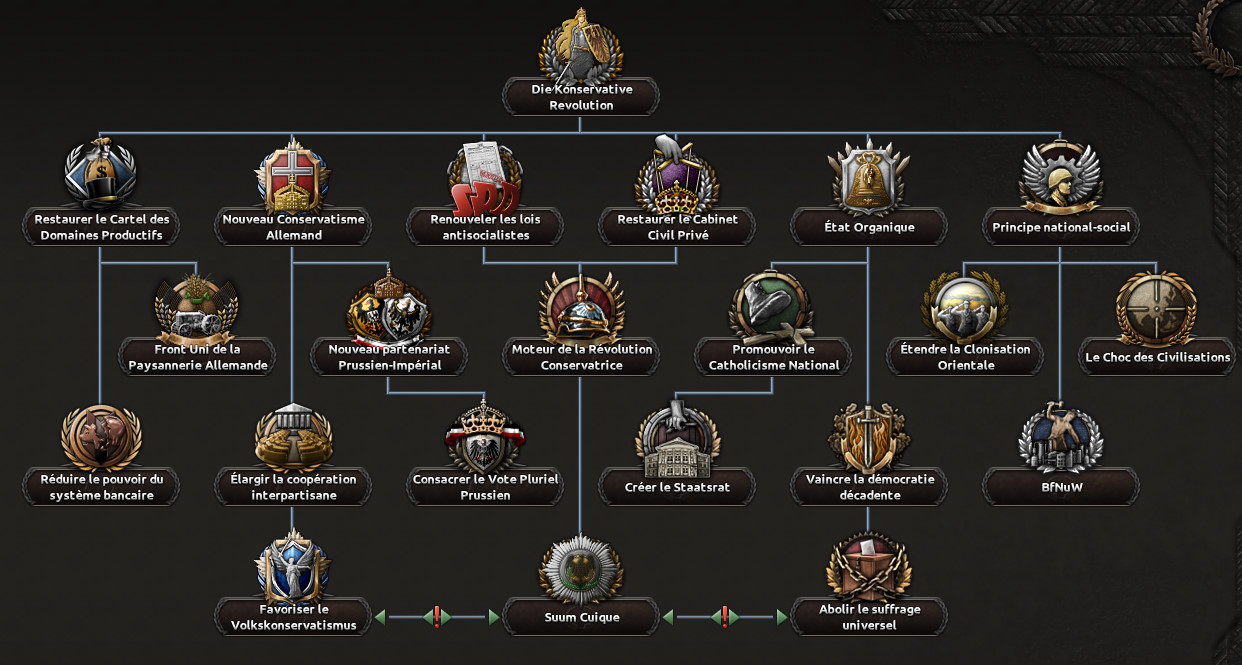 Die Konservative
Revolution
Restaurer le Cartel des
Domaines Productifs
Nouveau Conservatisme
Allemand
Renouveler les lois
antisocialistes
Restaurer le Cabinet
Civil Privé
État Organique
Principe national-social
SPD
$
Front Uni de la
Paysannerie Allemande
Nouveau partenariat
Prussien-Impérial
Moteur de la Révolution
Conservatrice
Promouvoir le
Catholicisme National
Étendre la Clonisation
Orientale
Le Choc des Civilisations
Réduire le pouvoir du
système bancaire
Élargir la coopération
interpartisane
Consacrer le Vote Pluriel
Prussien
Créer le Staatsrat
Vaincre la démocratie
décadente
BfNuW
Favoriser le
Volkskonservatismus
Suum Cuique
Abolir le suffrage
universel